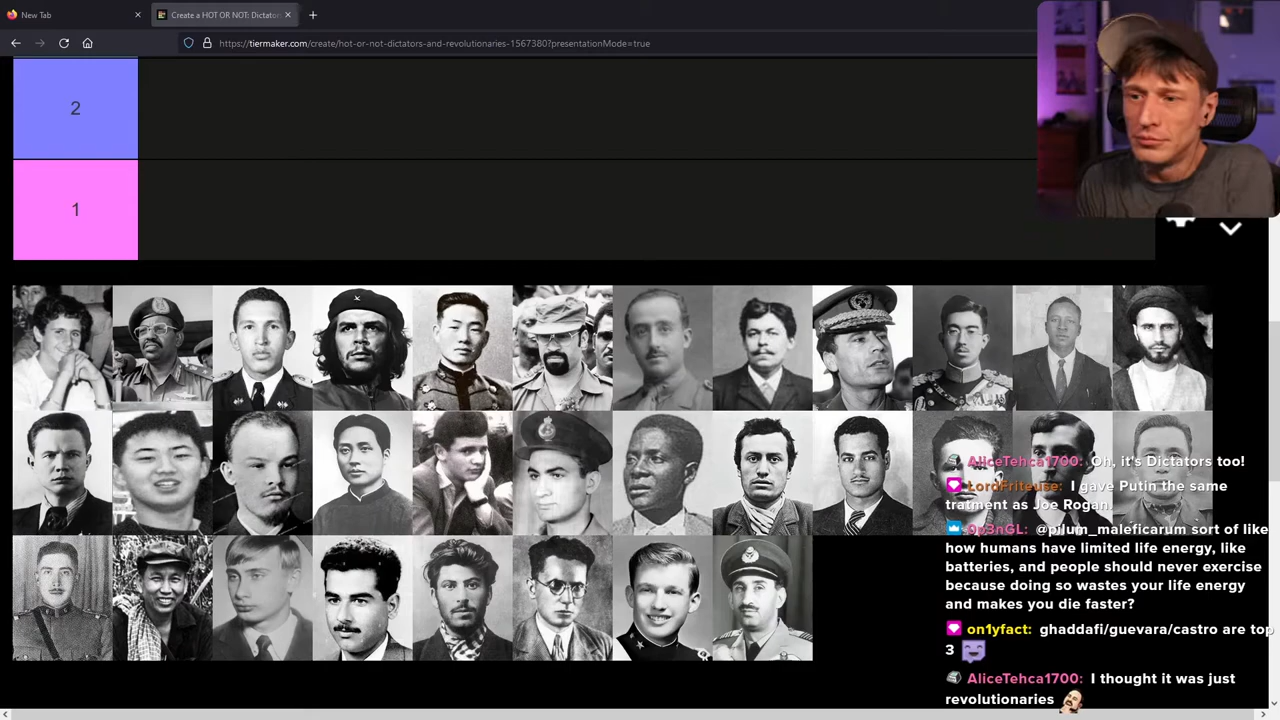 New Tab
Create a HOT OR NOT: Dictator
https://tiermaker.com/create/hot-or-not-dictators-and-revolutionaries-1567380?presentationMode=true
2
1
AliceTehca1700: Oh, it's Dictators too!
LordFriteuse: I gave Putin the same
tratment as Joe Rogan.
0p3nGL: @pilum_maleficarum sort of like
how humans have limited life energy, like
batteries, and people should never exercise
because doing so wastes your life energy
and makes you die faster?
on1yfact: ghaddafi/guevara/castro are top
3
AliceTehca1700: I thought it was just
revolutionaries